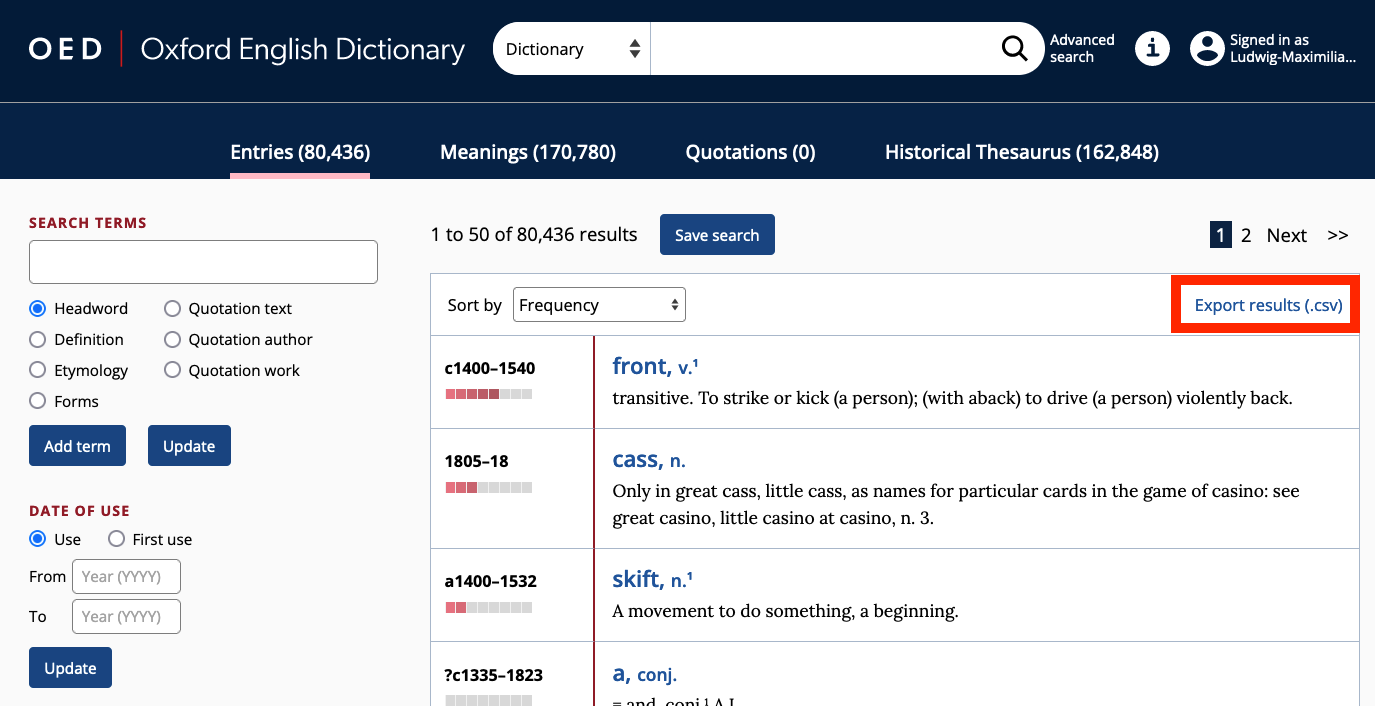 OED | Oxford English Dictionary
Dictionary
Advanced
search
i
Signed in as
Ludwig-Maximilia...
Entries (80,436) Meanings (170,780) Quotations (0) Historical Thesaurus (162,848)
SEARCH TERMS
Headword Quotation text
Definition Quotation author
Etymology Quotation work
Forms
Add term Update
DATE OF USE
Use First use
From Year (YYYY)
To Year (YYYY)
Update
1 to 50 of 80,436 results Save search 1 2 Next >>
Sort by Frequency Export results (.csv)
c1400–1540 front, v.¹
transitive. To strike or kick (a person); (with aback) to drive (a person) violently back.
1805–18 cass, n.
Only in great cass, little cass, as names for particular cards in the game of casino: see
great casino, little casino at casino, n. 3.
a1400–1532 skift, n.¹
A movement to do something, a beginning.
?c1335–1823 a, conj.
= and, conj.¹ A.I.